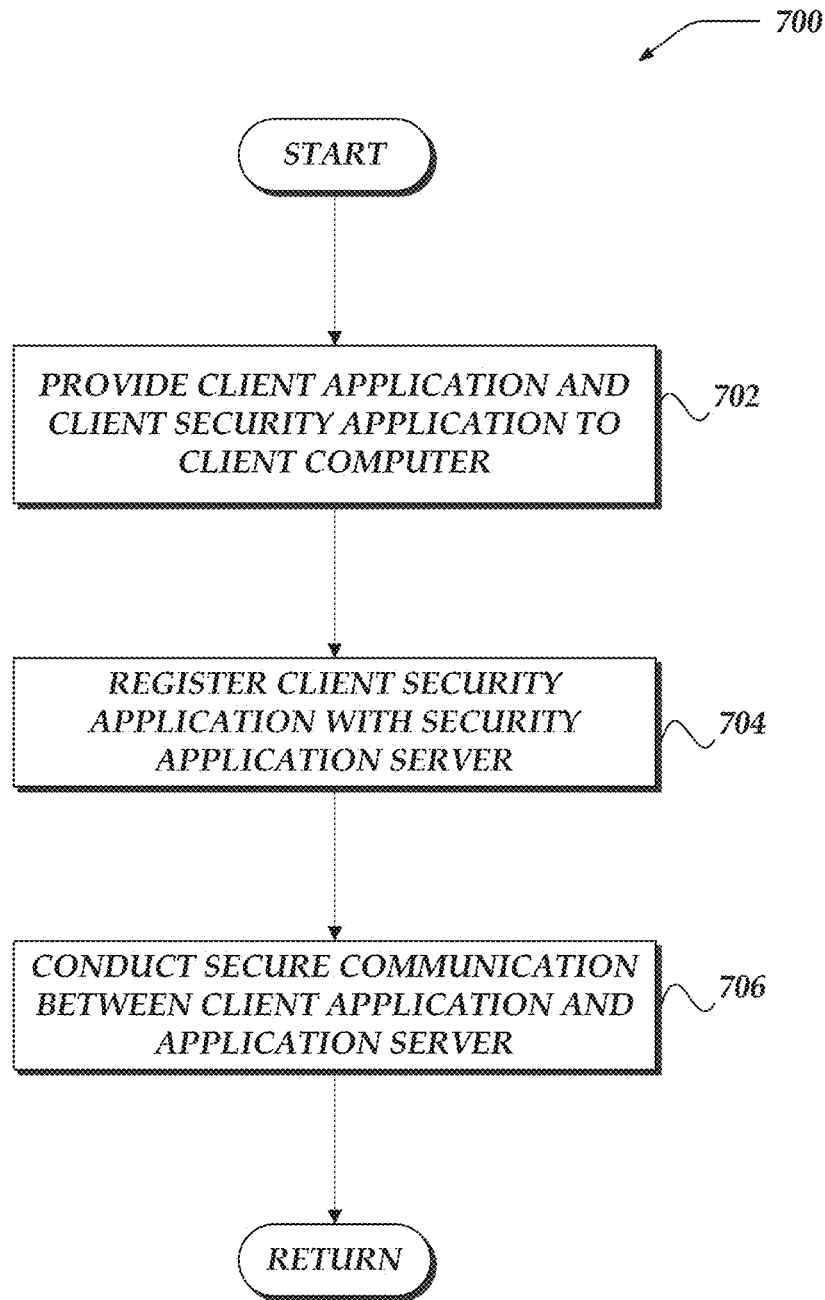 700
START
PROVIDE CLIENT APPLICATION AND
CLIENT SECURITY APPLICATION TO
CLIENT COMPUTER
702
REGISTER CLIENT SECURITY
APPLICATION WITH SECURITY
APPLICATION SERVER
704
CONDUCT SECURE COMMUNICATION
BETWEEN CLIENT APPLICATION AND
APPLICATION SERVER
706
RETURN